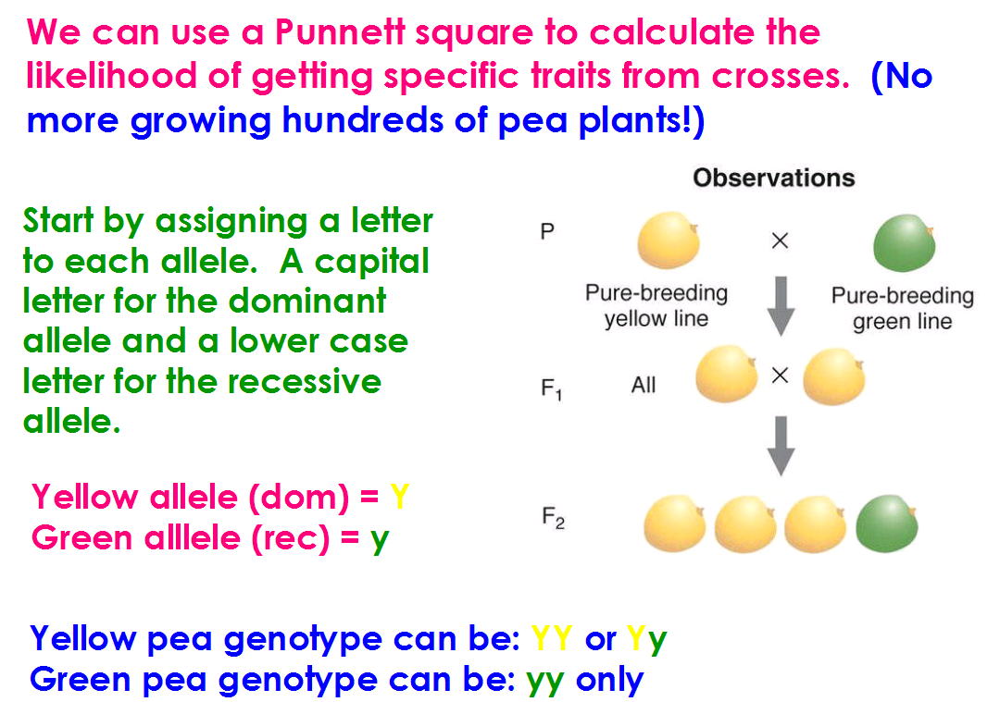 We can use a Punnett square to calculate the
likelihood of getting specific traits from crosses.  (No
more growing hundreds of pea plants!)
Start by assigning a letter
to each allele.  A capital
letter for the dominant
allele and a lower case
letter for the recessive
allele.
Yellow allele (dom) = Y
Green alllele (rec) = y
Observations
P
×
Pure-breeding
yellow line
Pure-breeding
green line
F₁ All ×
F₂
Yellow pea genotype can be: YY or Yy
Green pea genotype can be: yy only